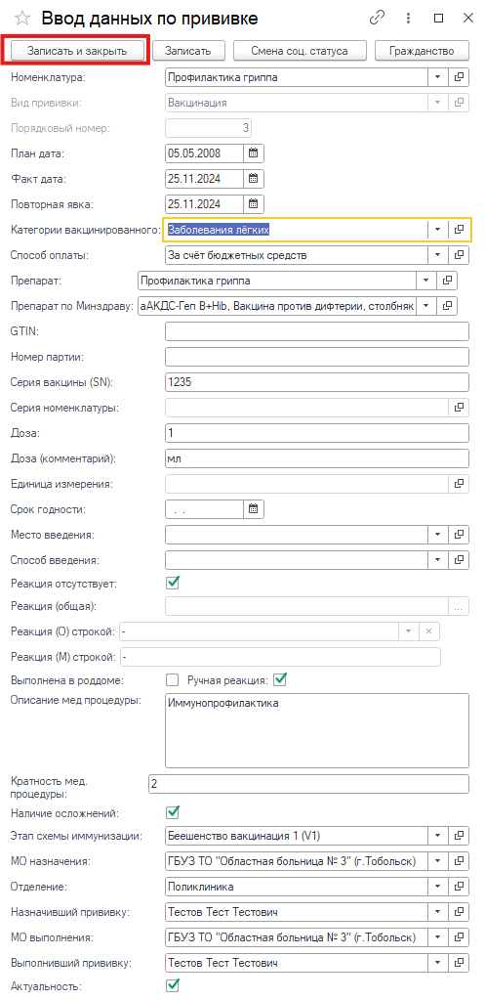 Ввод данных по прививке
Записать и закрыть Записать Смена соц. статуса Гражданство
Номенклатура: Профилактика гриппа
Вид прививки: Вакцинация
Порядковый номер: 3
План дата: 05.05.2008
Факт дата: 25.11.2024
Повторная явка: 25.11.2024
Категории вакцинированного: Заболевания лёгких
Способ оплаты: За счёт бюджетных средств
Препарат: Профилактика гриппа
Препарат по Минздраву: аАКДС-Геп В+Hib, Вакцина против дифтерии, столбняк
GTIN:
Номер партии:
Серия вакцины (SN): 1235
Серия номенклатуры:
Доза: 1
Доза (комментарий): мл
Единица измерения:
Срок годности: . .
Место введения:
Способ введения:
Реакция отсутствует:
Реакция (общая): ...
Реакция (О) строкой: -
Реакция (М) строкой: -
Выполнена в роддоме: Ручная реакция:
Описание мед процедуры: Иммунопрофилактика
Кратность мед. процедуры: 2
Наличие осложнений:
Этап схемы иммунизации: Беешенство вакцинация 1 (V1)
МО назначения: ГБУЗ ТО "Областная больница № 3" (г.Тобольск)
Отделение: Поликлиника
Назначивший прививку: Тестов Тест Тестович
МО выполнения: ГБУЗ ТО "Областная больница № 3" (г.Тобольск)
Выполнивший прививку: Тестов Тест Тестович
Актуальность: